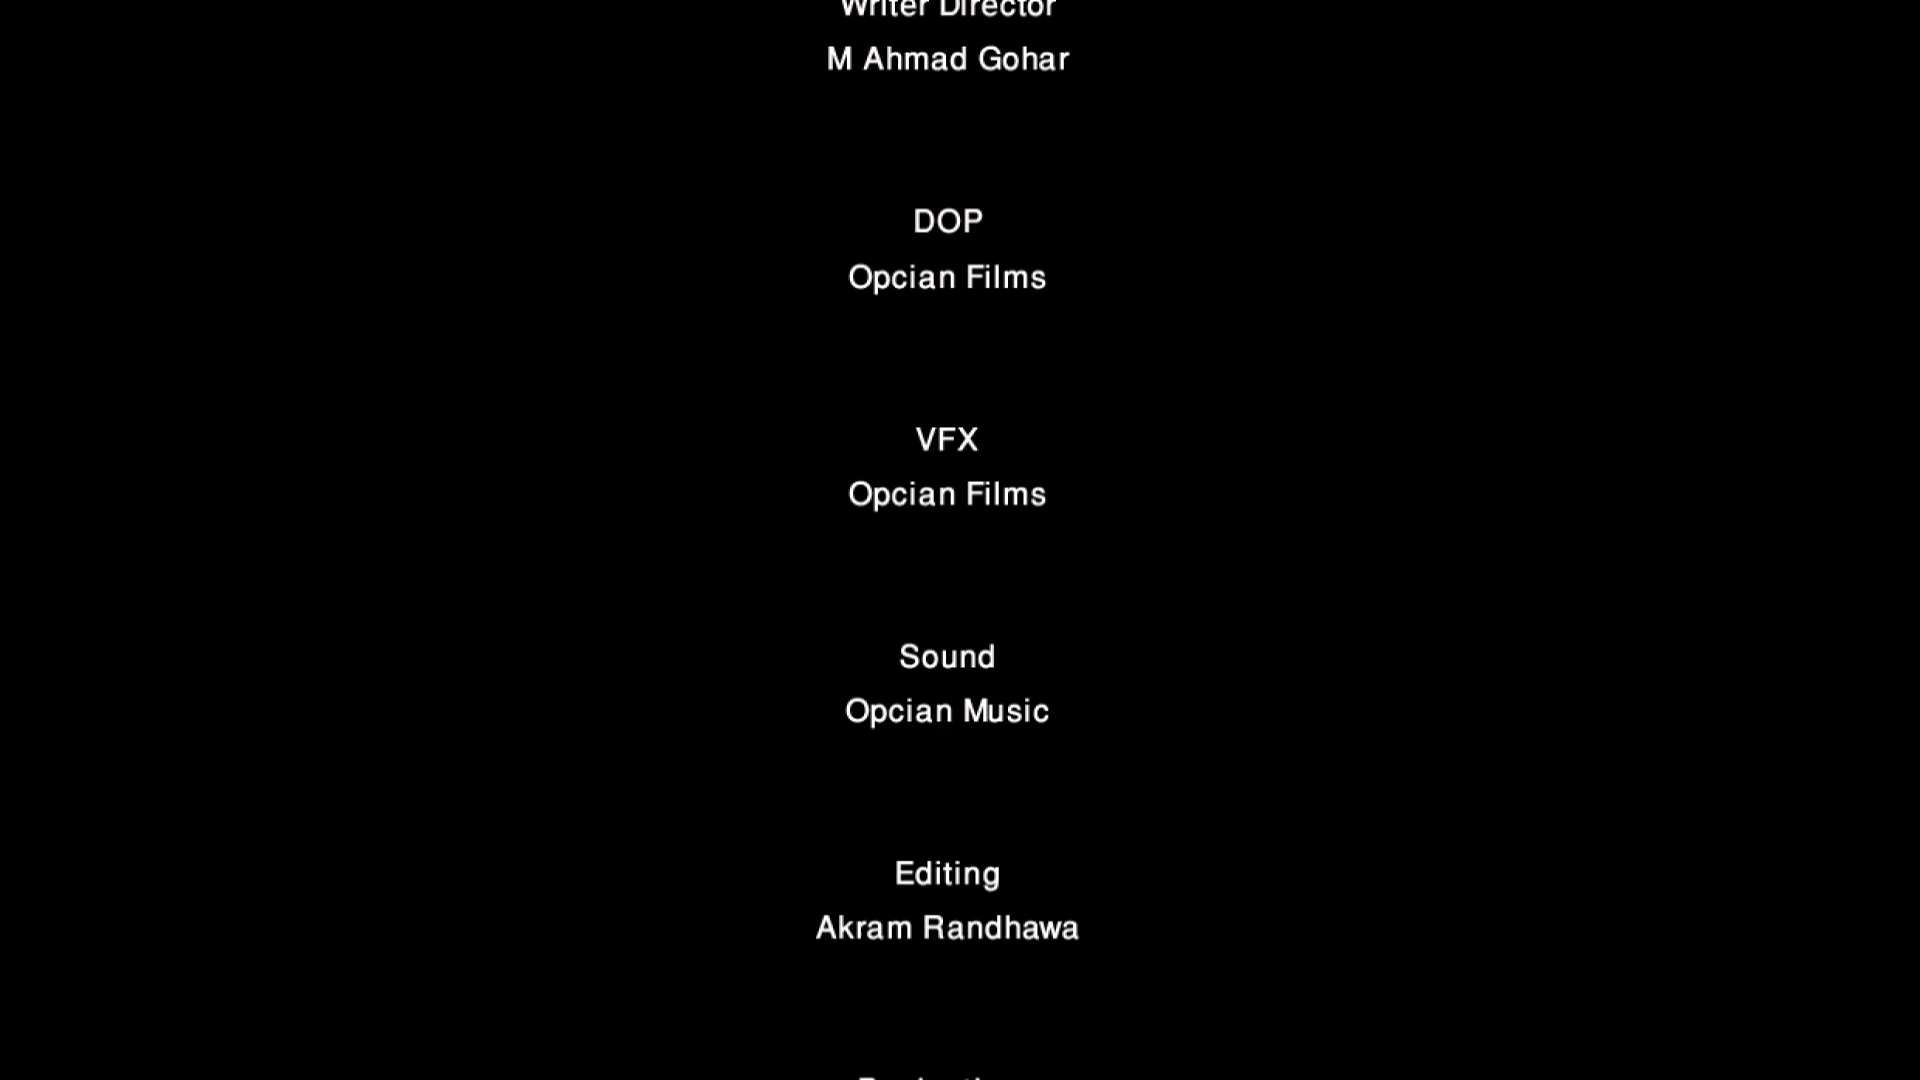 Writer Director
M Ahmad Gohar
DOP
Opcian Films
VFX
Opcian Films
Sound
Opcian Music
Editing
Akram Randhawa